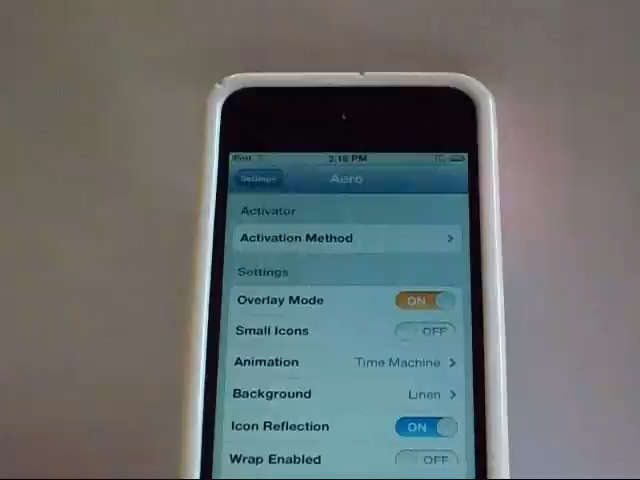 iPod 3:16 PM
Settings Aero
Activator
Activation Method
Settings
Overlay Mode ON
Small Icons OFF
Animation Time Machine
Background Linen
Icon Reflection ON
Wrap Enabled OFF